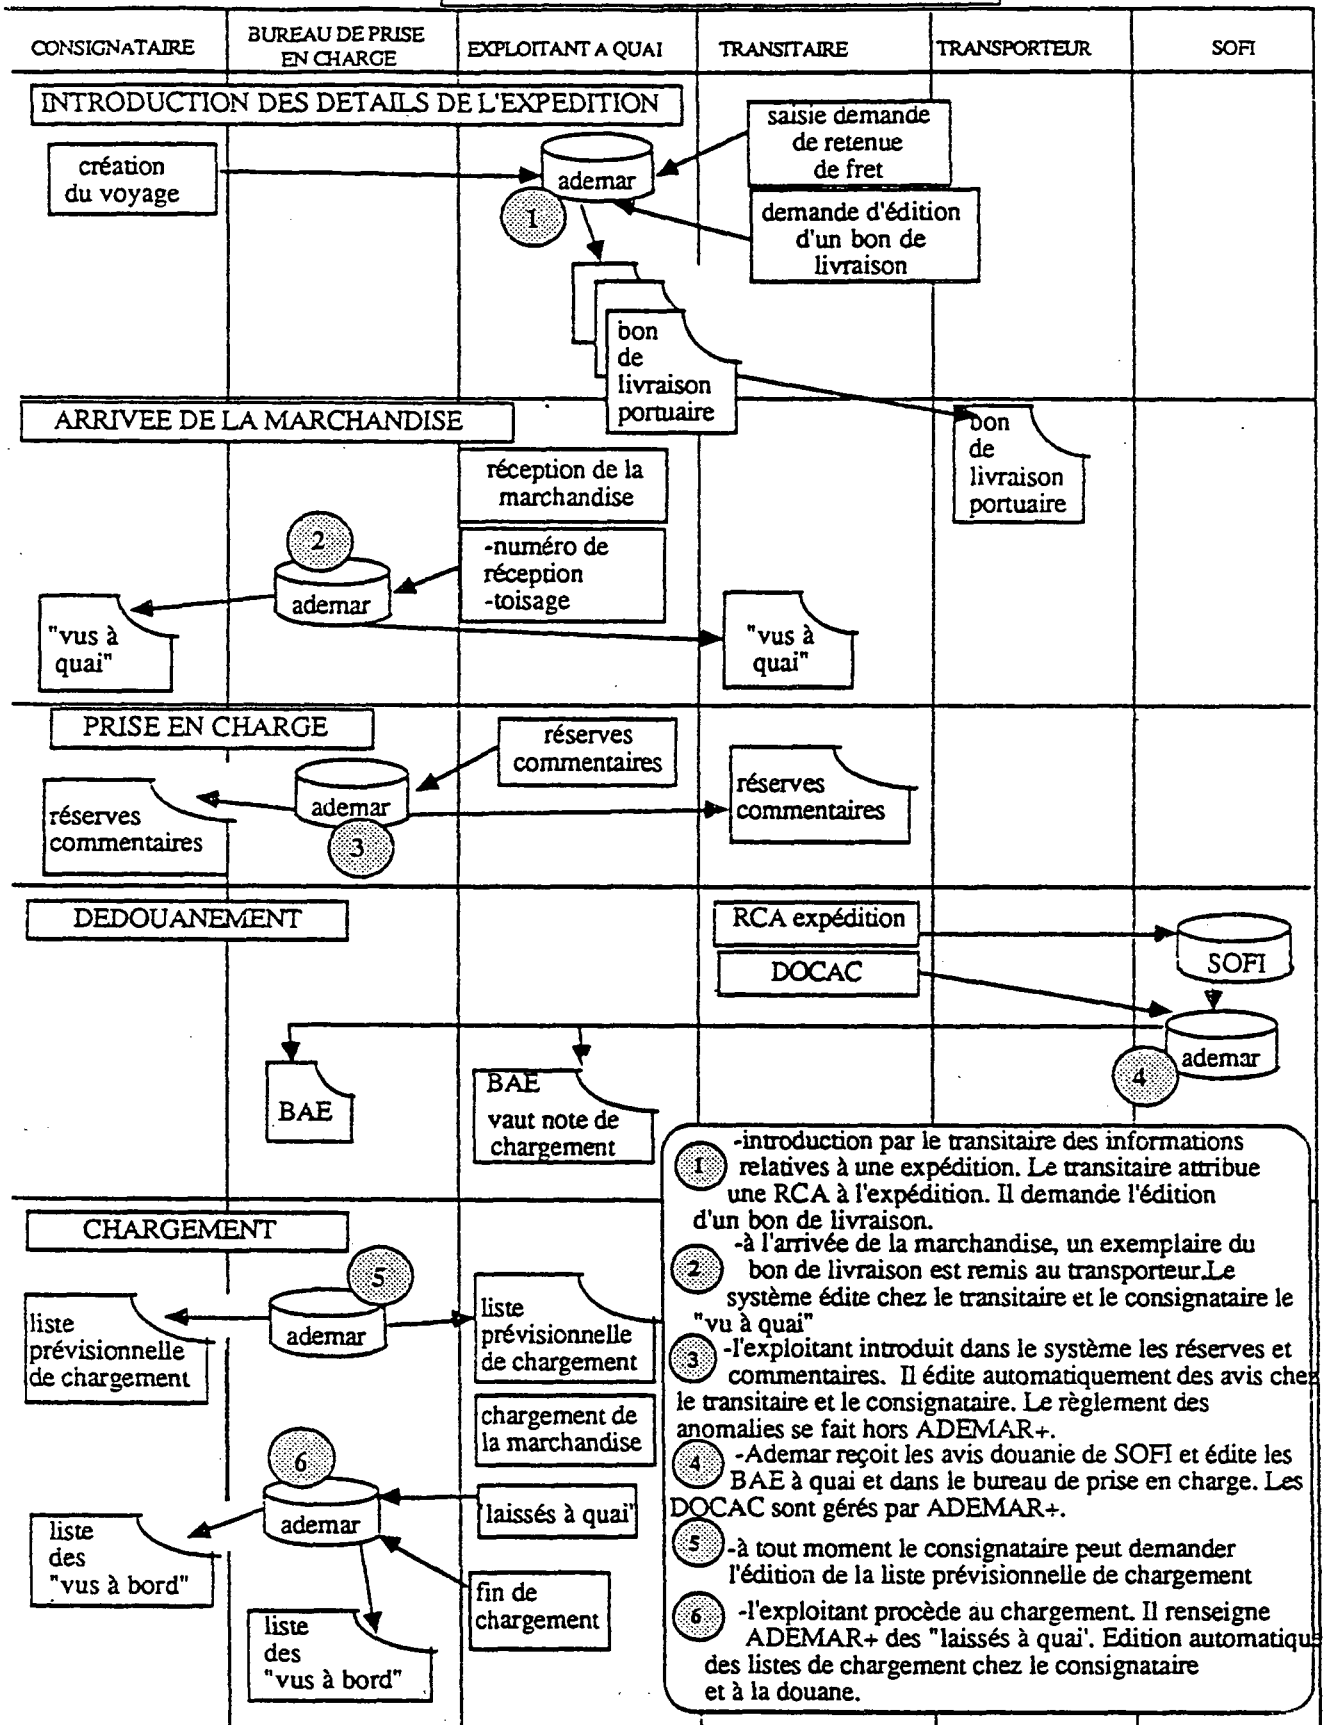 CONSIGNATAIRE
BUREAU DE PRISE
EN CHARGE
EXPLOITANT A QUAI
TRANSITAIRE
TRANSPORTEUR
SOFI
INTRODUCTION DES DETAILS DE L'EXPEDITION
création
du voyage
ademar
1
saisie demande
de retenue
de fret
demande d'édition
d'un bon de
livraison
bon
de
livraison
portuaire
ARRIVEE DE LA MARCHANDISE
bon
de
livraison
portuaire
réception de la
marchandise
2
-numéro de
réception
-toisage
ademar
"vus à
quai"
"vus à
quai"
PRISE EN CHARGE
réserves
commentaires
ademar
3
réserves
commentaires
réserves
commentaires
DEDOUANEMENT
RCA expédition
DOCAC
SOFI
ademar
4
BAE
BAE
vaut note de
chargement
CHARGEMENT
5
ademar
liste
prévisionnelle
de chargement
liste
prévisionnelle
de chargement
chargement de
la marchandise
6
ademar
'laissés à quai'
fin de
chargement
liste
des
"vus à bord"
liste
des
"vus à bord"
1 -introduction par le transitaire des informations
relatives à une expédition. Le transitaire attribue
une RCA à l'expédition. Il demande l'édition
d'un bon de livraison.
2 -à l'arrivée de la marchandise, un exemplaire du
bon de livraison est remis au transporteur.Le
système édite chez le transitaire et le consignataire le
"vu à quai"
3 -l'exploitant introduit dans le système les réserves et
commentaires. Il édite automatiquement des avis chez
le transitaire et le consignataire. Le règlement des
anomalies se fait hors ADEMAR+.
4 -Ademar reçoit les avis douanie de SOFI et édite les
BAE à quai et dans le bureau de prise en charge. Les
DOCAC sont gérés par ADEMAR+.
5 -à tout moment le consignataire peut demander
l'édition de la liste prévisionnelle de chargement
6 -l'exploitant procède au chargement. Il renseigne
ADEMAR+ des "laissés à quai'. Edition automatiqu
des listes de chargement chez le consignataire
et à la douane.